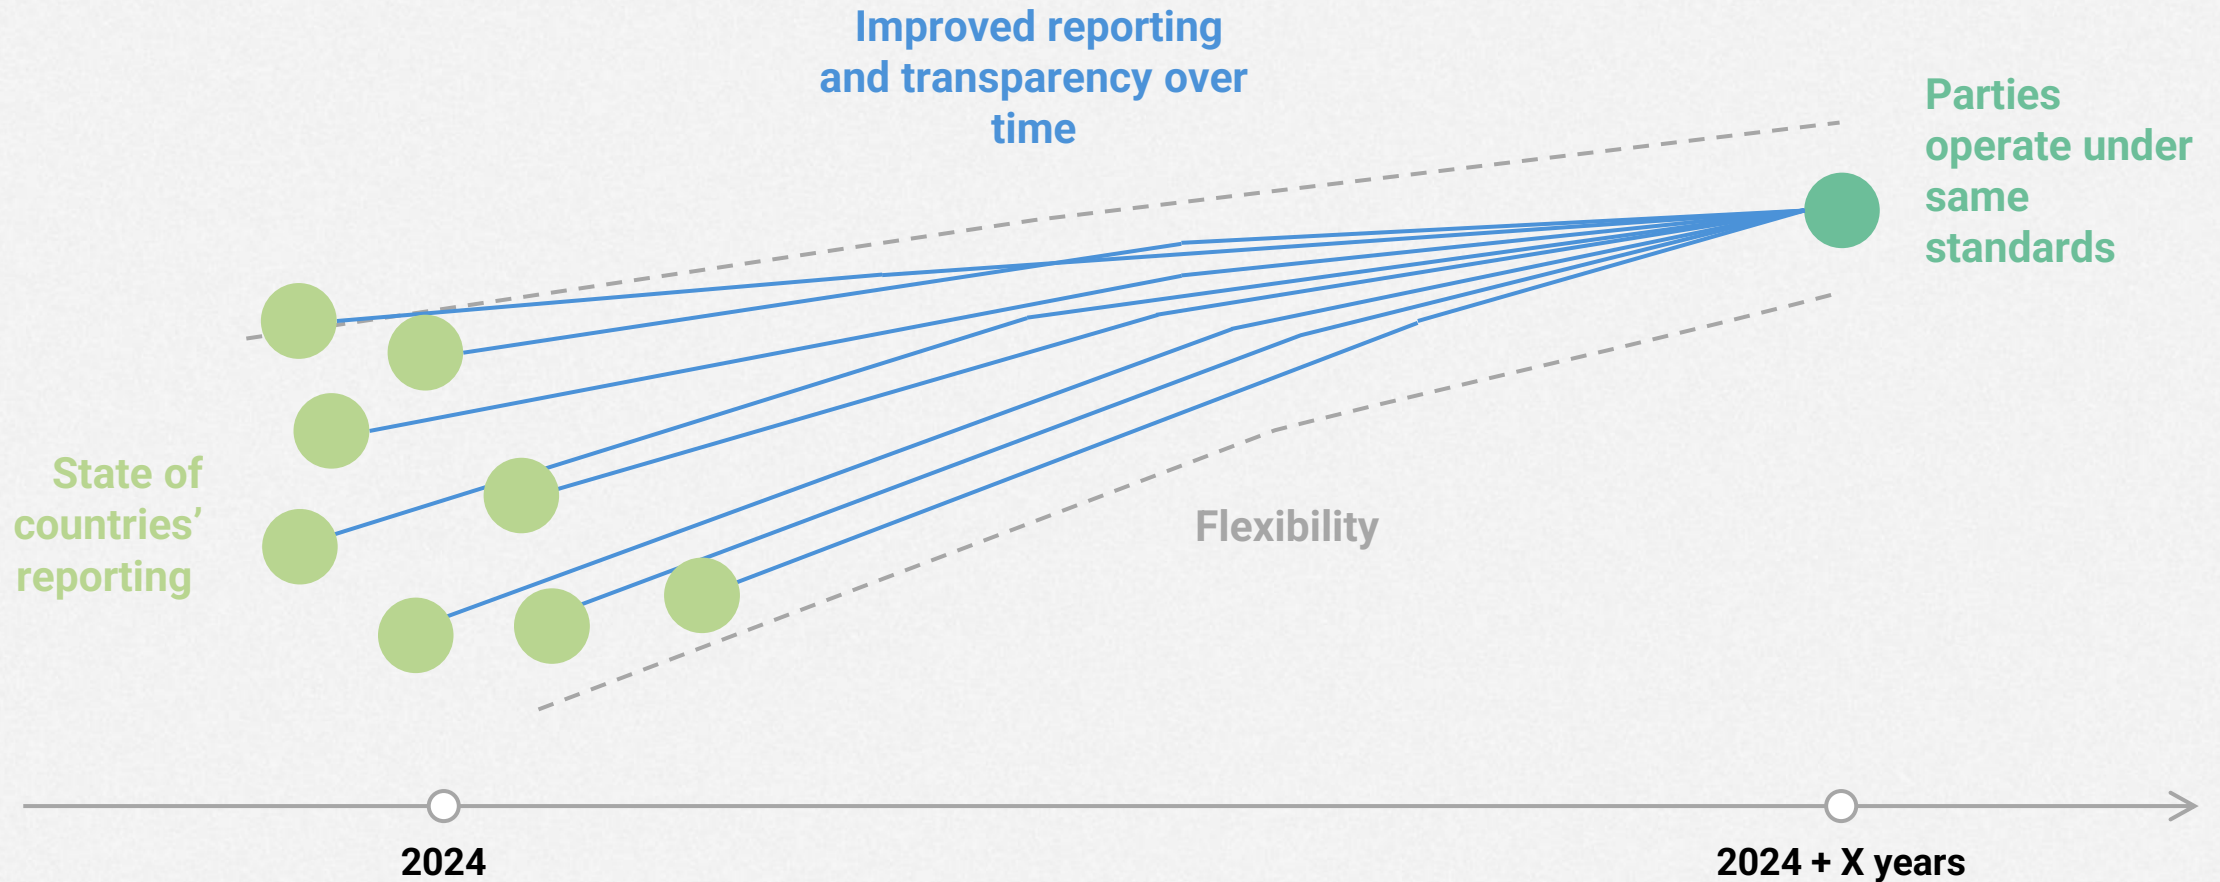 Improved reporting
and transparency over
time
Parties
operate under
same
standards
State of
countries’
reporting
Flexibility
2024
2024 + X years